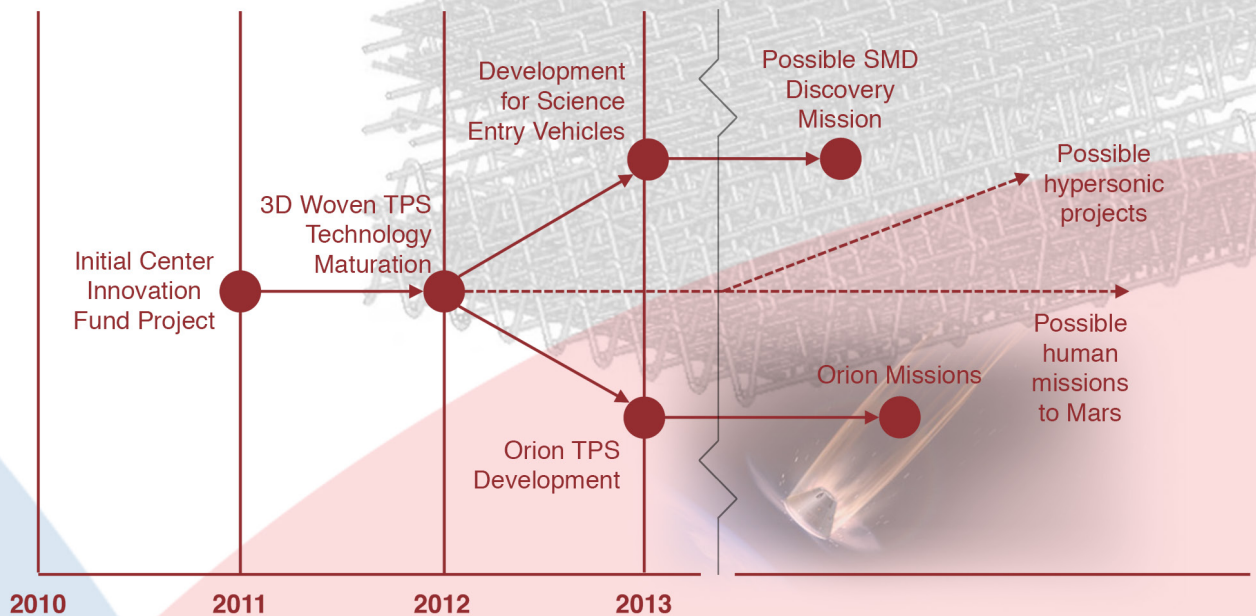 Development
for Science
Entry Vehicles
Possible SMD
Discovery
Mission
Possible
hypersonic
projects
3D Woven TPS
Technology
Maturation
Initial Center
Innovation
Fund Project
Possible
human
missions
to Mars
Orion Missions
Orion TPS
Development
2010
2011
2012
2013